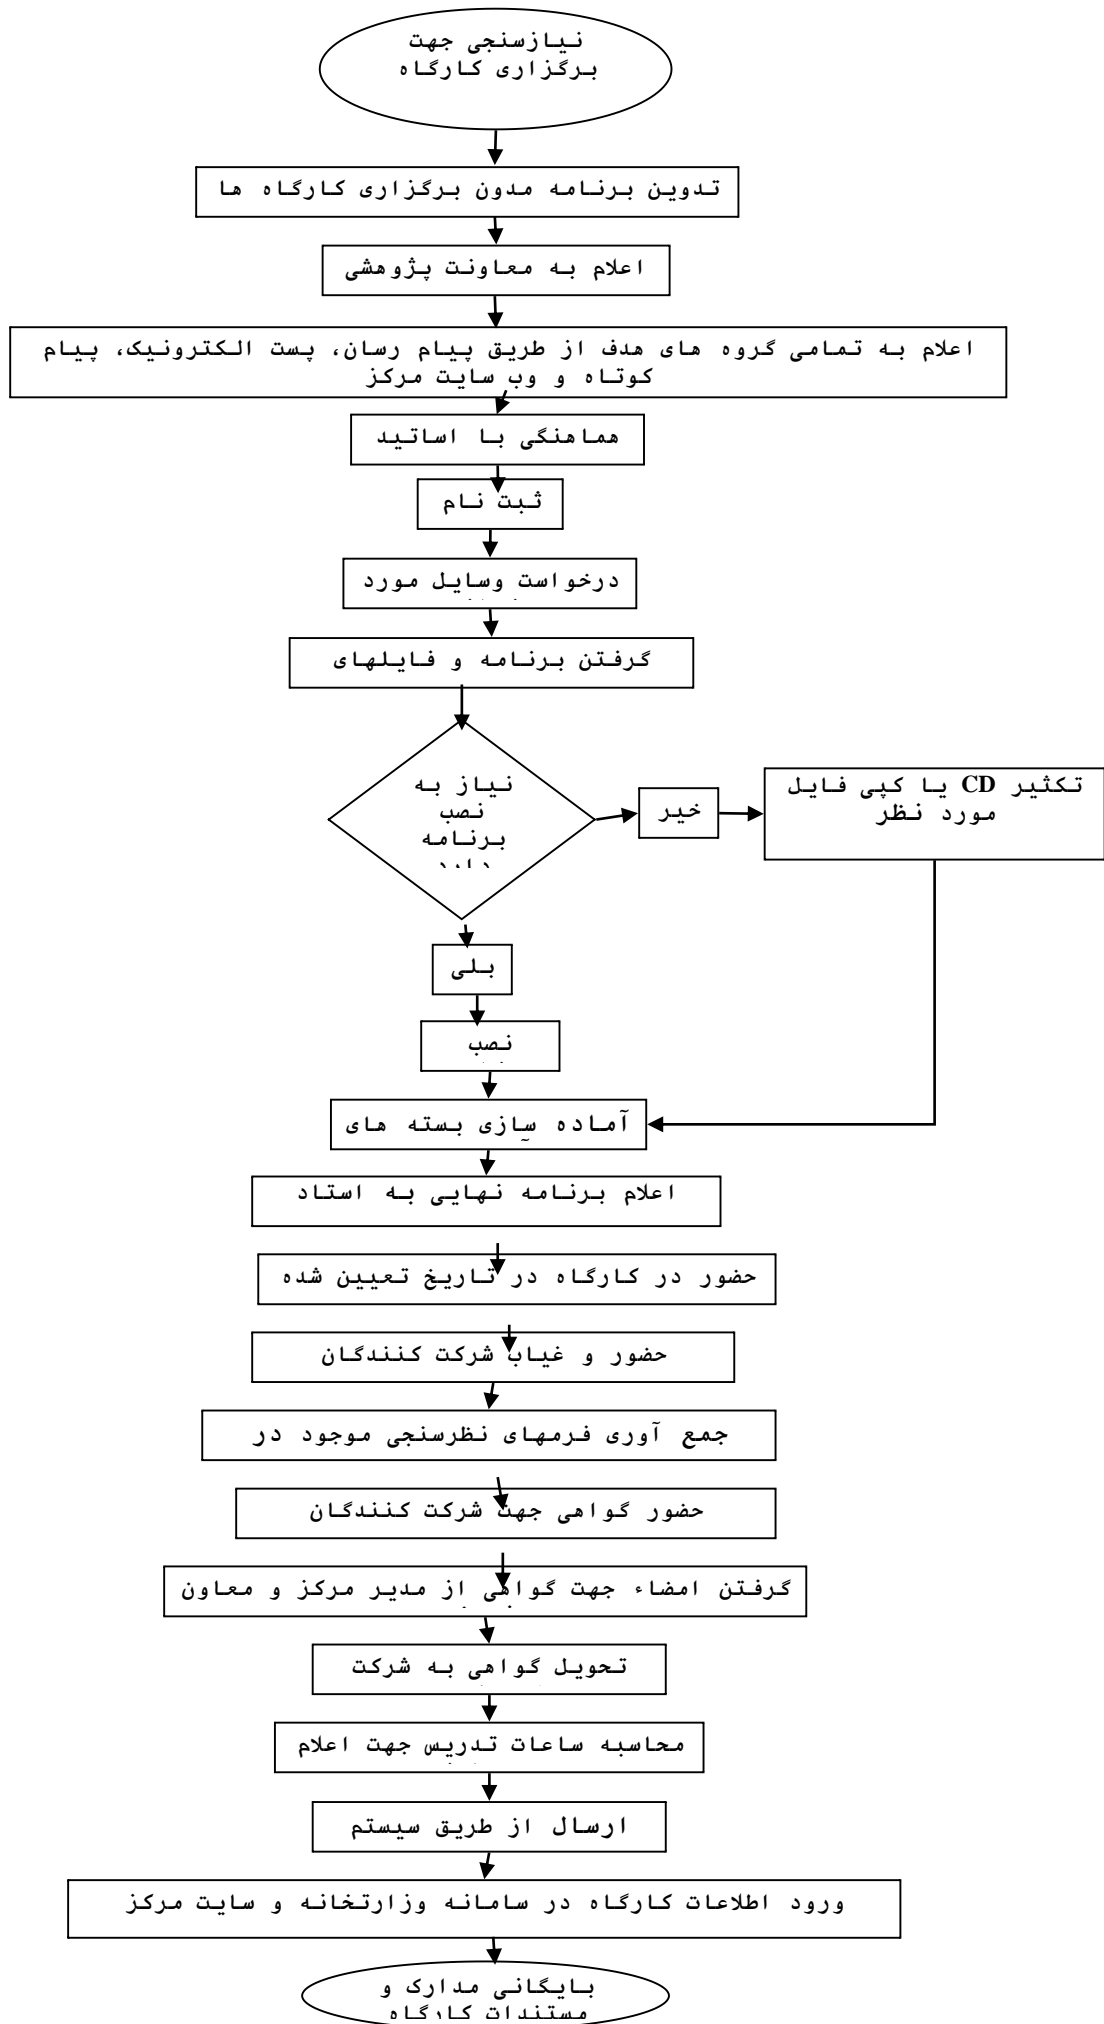 نیازسنجی جهت
برگزاری کارگاه
تدوین برنامه مدون برگزاری کارگاه ها
اعلام به معاونت پژوهشی
اعلام به تمامی گروه های هدف از طریق پیام رسان، پست الکترونیک، پیام
کوتاه و وب سایت مرکز
هماهنگی با اساتید
ثبت نام
درخواست وسایل مورد
گرفتن برنامه و فایلهای
نیاز به
نصب
برنامه
دارد
خیر
تکثیر CD یا کپی فایل
مورد نظر
بلی
نصب
آماده سازی بسته های
اعلام برنامه نهایی به استاد
حضور در کارگاه در تاریخ تعیین شده
حضور و غیاب شرکت کنندگان
جمع آوری فرمهای نظرسنجی موجود در
حضور گواهی جهت شرکت کنندگان
گرفتن امضاء جهت گواهی از مدیر مرکز و معاون
تحویل گواهی به شرکت
محاسبه ساعات تدریس جهت اعلام
ارسال از طریق سیستم
ورود اطلاعات کارگاه در سامانه وزارتخانه و سایت مرکز
بایگانی مدارک و
مستندات کارگاه